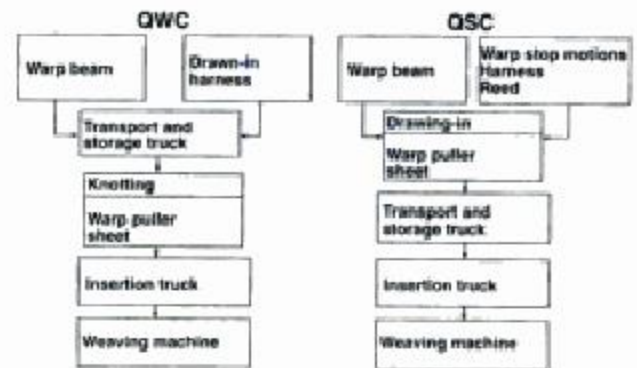 QWC
Warp beam
Drawn-in
harness
Transport and
storage truck
Knotting
Warp puller
sheet
Insertion truck
Weaving machine
QSC
Warp beam
Warp stop motions
Harness
Reed
Drawing-in
Warp puller
sheet
Transport and
storage truck
Insertion truck
Weaving machine